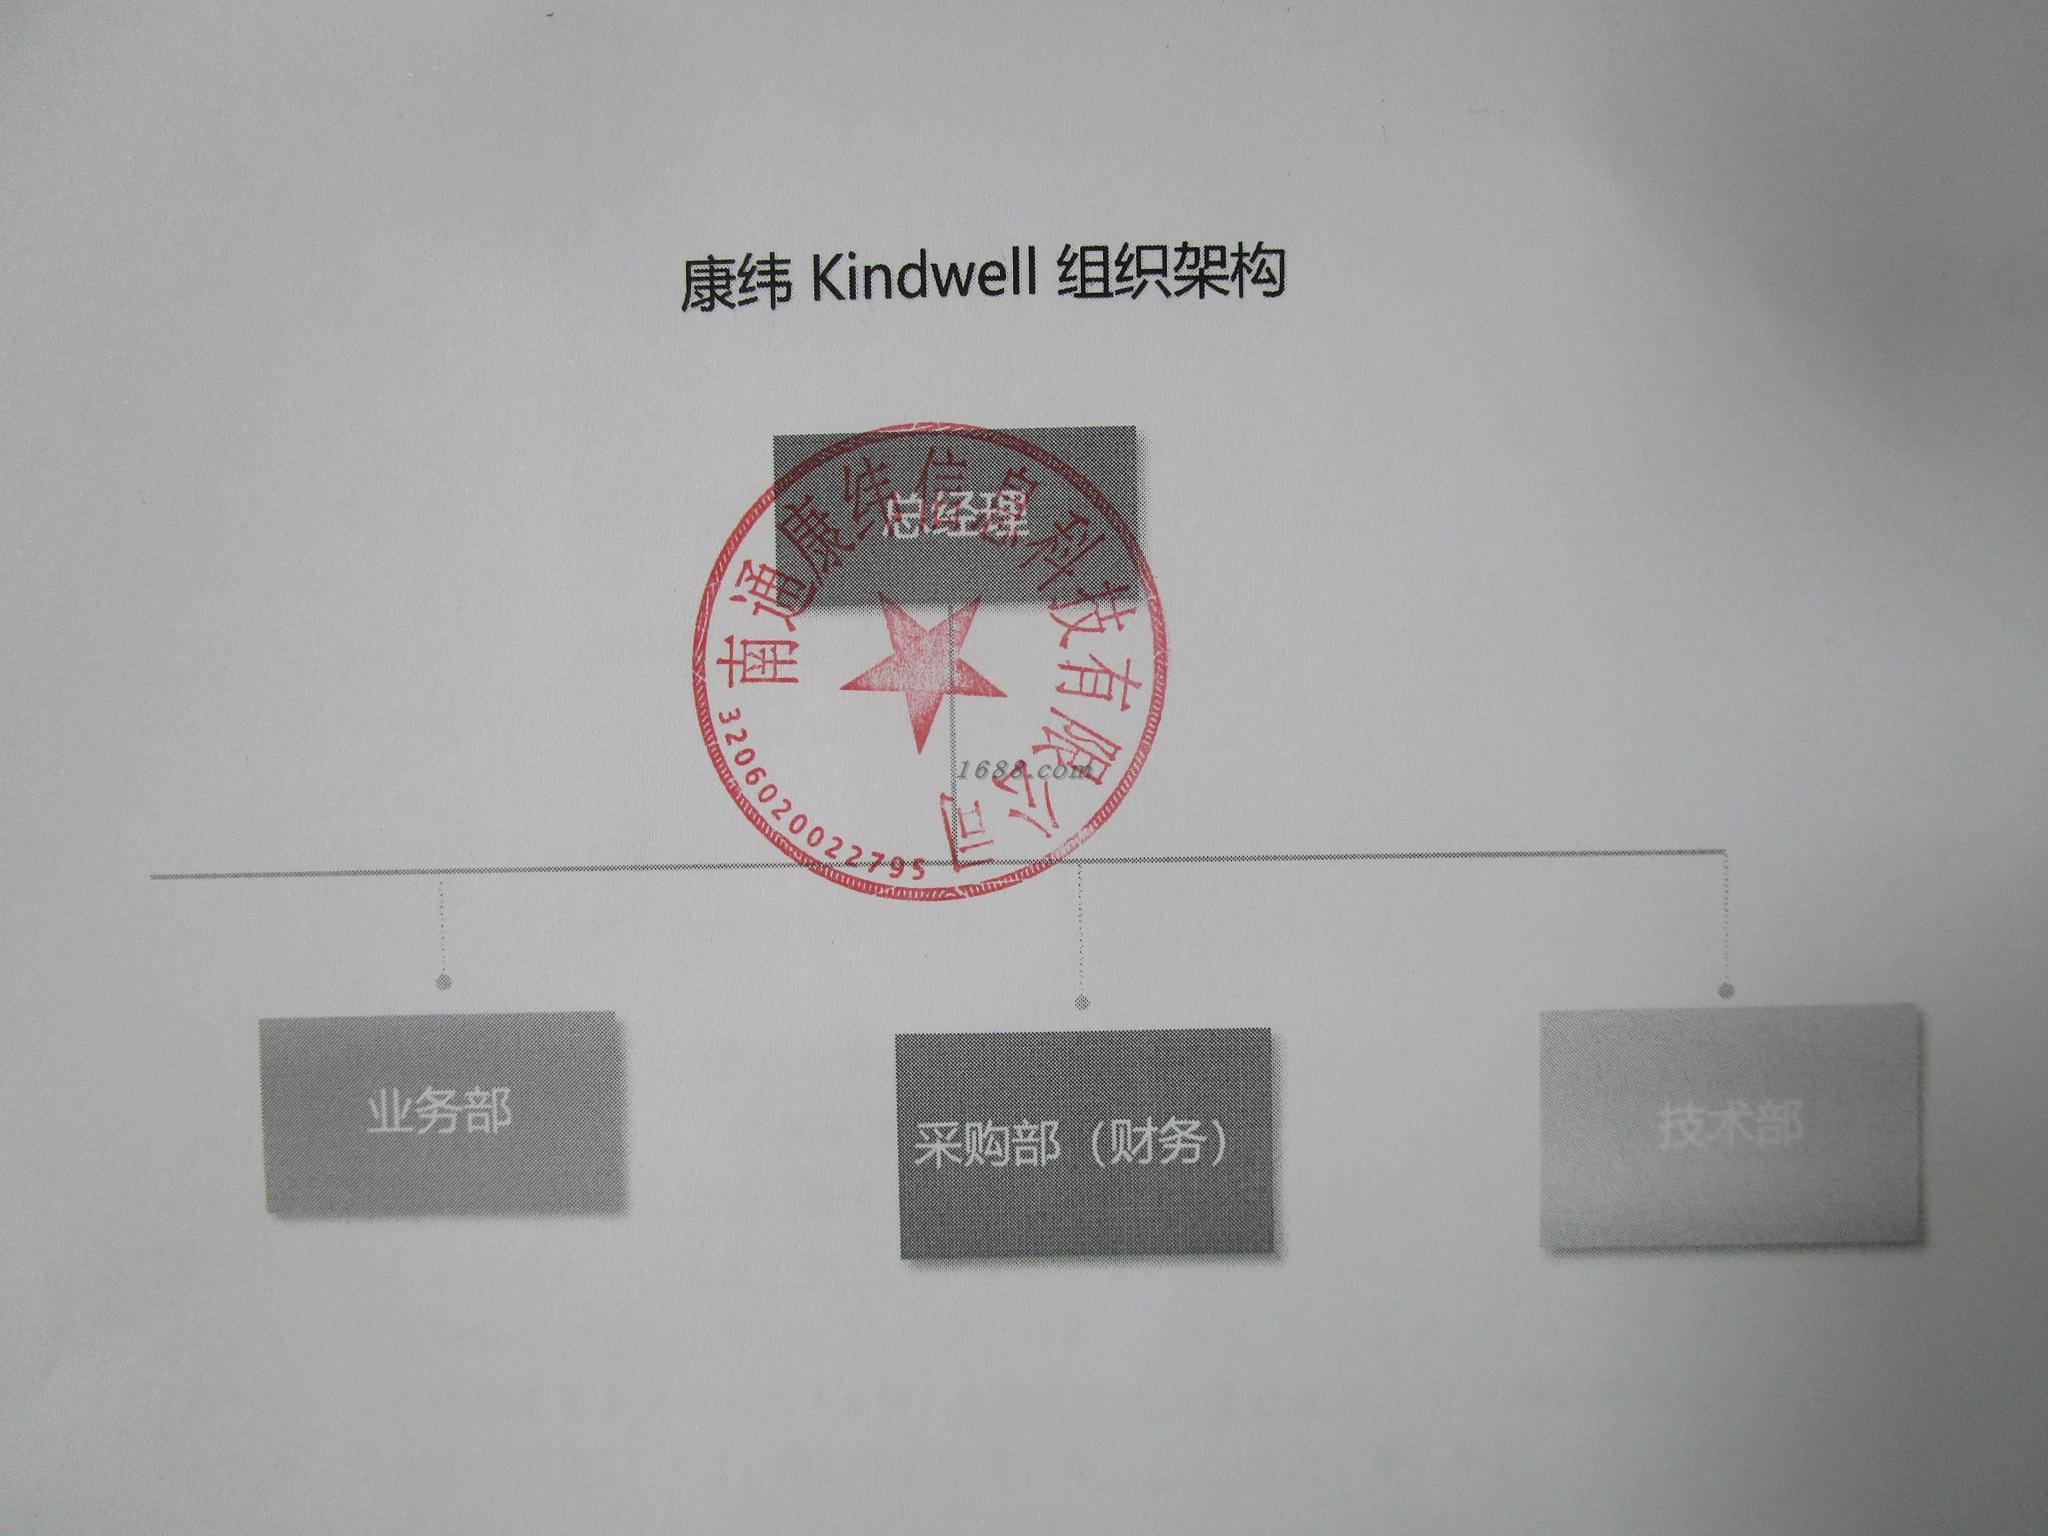 康纬 Kindwell 组织架构
总经理
南通康纬信息科技有限公司
3206020022795
1688.com
业务部
采购部（财务）
技术部